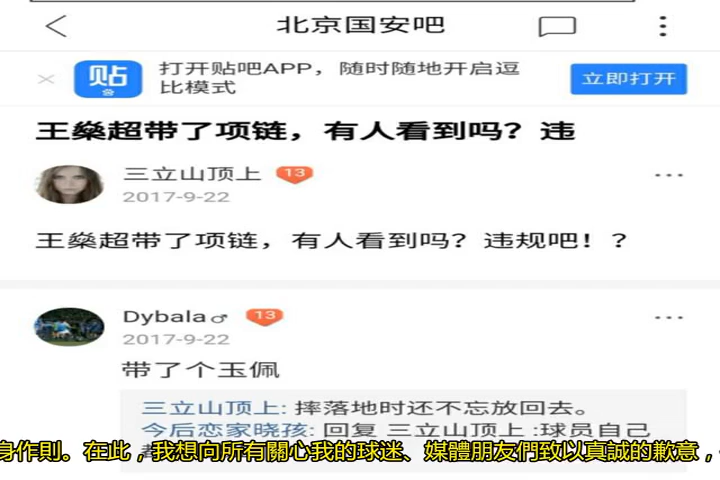 北京国安吧
贴
打开贴吧APP，随时随地开启逗
比模式
立即打开
王燊超带了项链，有人看到吗？违
三立山顶上 13
2017-9-22
王燊超带了项链，有人看到吗？违规吧！？
Dybala♂ 13
2017-9-22
带了个玉佩
三立山顶上: 摔落地时还不忘放回去。
今后恋家晓孩: 回复 三立山顶上 :球员自己
身作則。在此，我想向所有關心我的球迷、媒體朋友們致以真誠的歉意，